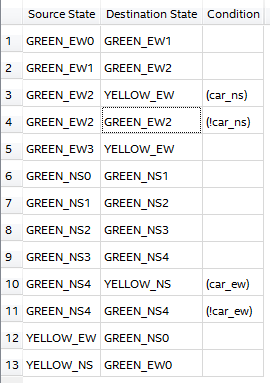 Source State Destination State Condition
1 GREEN_EW0 GREEN_EW1
2 GREEN_EW1 GREEN_EW2
3 GREEN_EW2 YELLOW_EW (car_ns)
4 GREEN_EW2 GREEN_EW2 (!car_ns)
5 GREEN_EW3 YELLOW_EW
6 GREEN_NS0 GREEN_NS1
7 GREEN_NS1 GREEN_NS2
8 GREEN_NS2 GREEN_NS3
9 GREEN_NS3 GREEN_NS4
10 GREEN_NS4 YELLOW_NS (car_ew)
11 GREEN_NS4 GREEN_NS4 (!car_ew)
12 YELLOW_EW GREEN_NS0
13 YELLOW_NS GREEN_EW0